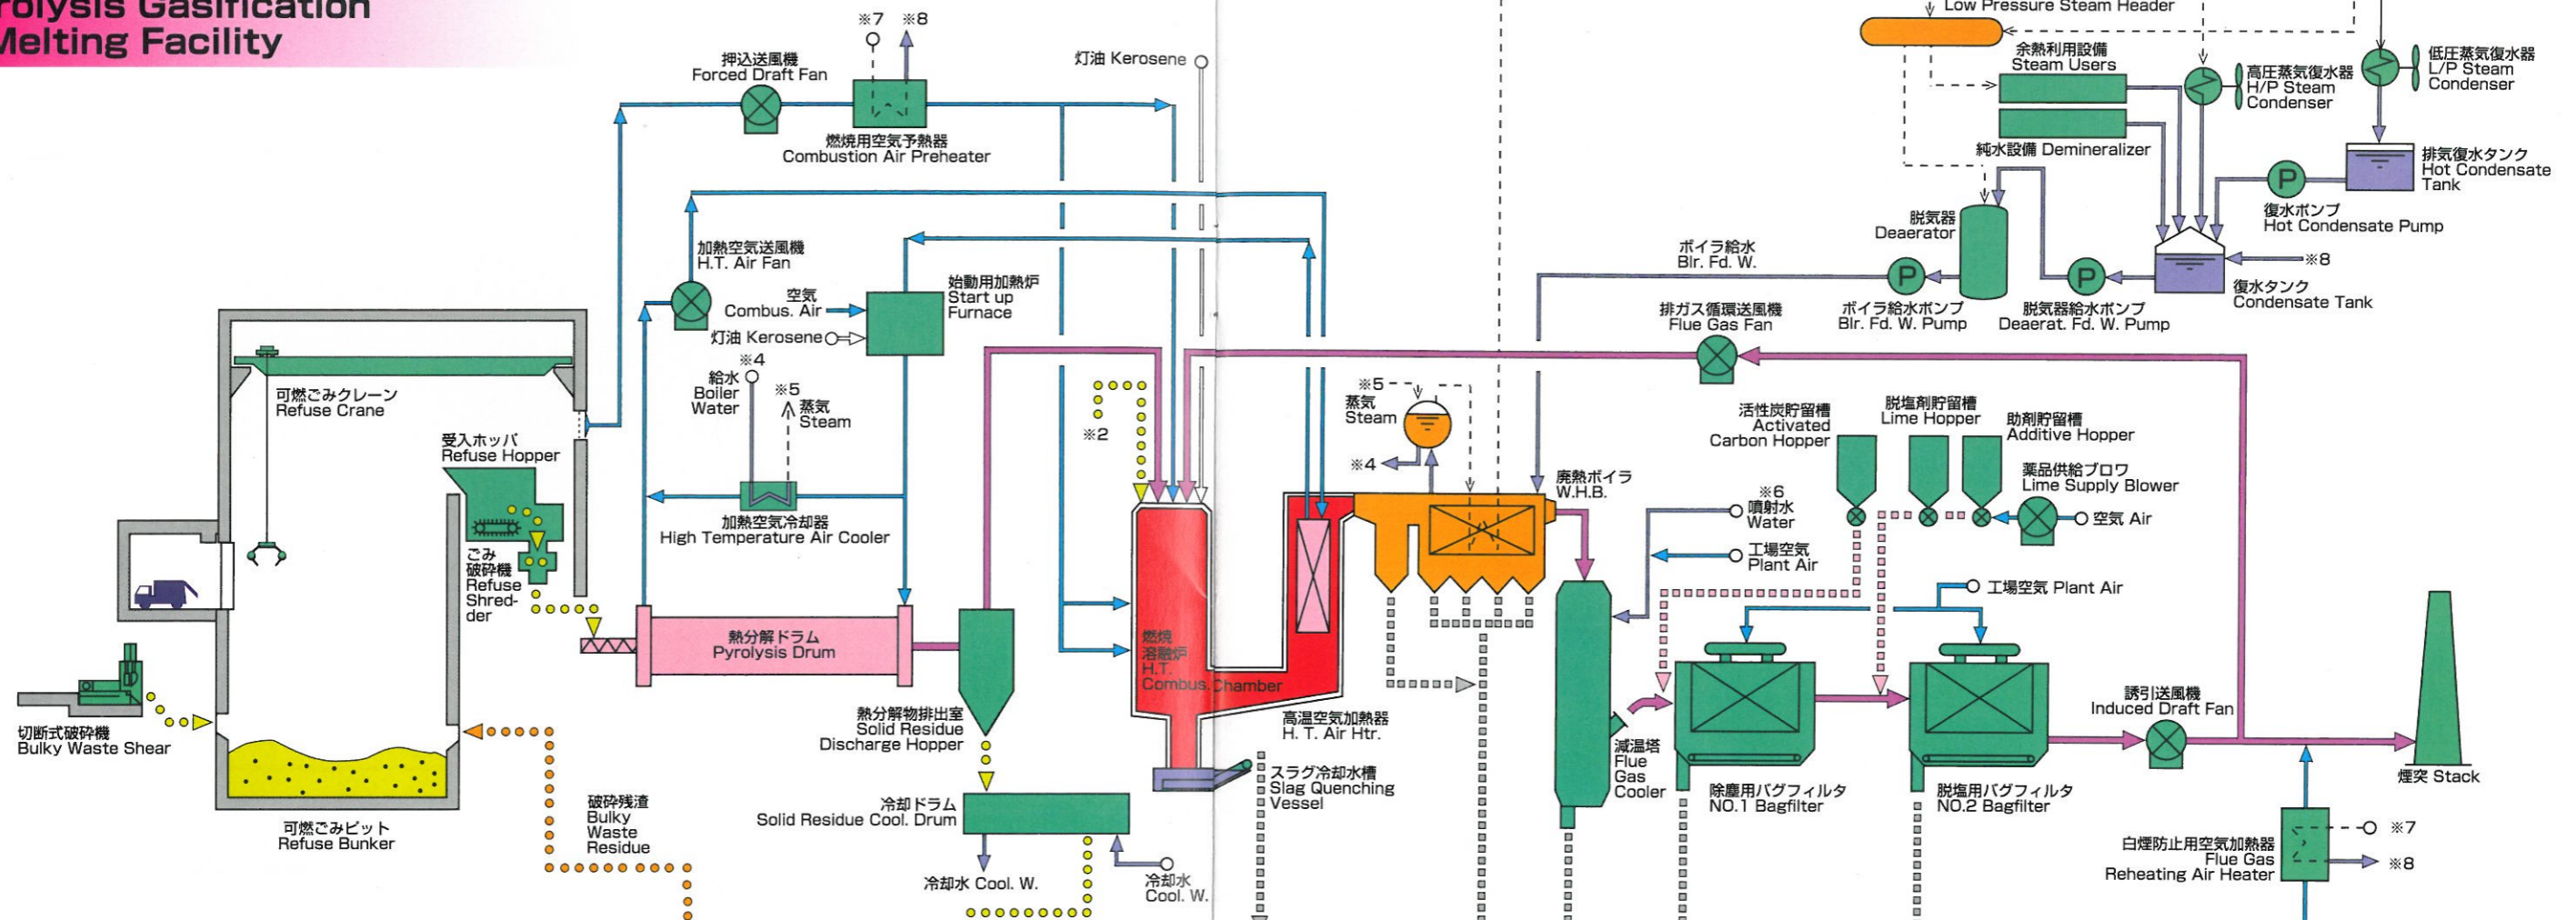 rolysis Gasification
Melting Facility
※7
※8
押込送風機
Forced Draft Fan
燃焼用空気予熱器
Combustion Air Preheater
灯油 Kerosene
Low Pressure Steam Header
余熱利用設備
Steam Users
純水設備 Demineralizer
高圧蒸気復水器
H/P Steam
Condenser
低圧蒸気復水器
L/P Steam
Condenser
排気復水タンク
Hot Condensate
Tank
P
復水ポンプ
Hot Condensate Pump
脱気器
Deaerator
※8
復水タンク
Condensate Tank
P
脱気器給水ポンプ
Deaerat. Fd. W. Pump
P
ボイラ給水ポンプ
Blr. Fd. W. Pump
ボイラ給水
Blr. Fd. W.
加熱空気送風機
H.T. Air Fan
空気
Combus. Air
灯油 Kerosene
始動用加熱炉
Start up
Furnace
※4
給水
Boiler
Water
※5
蒸気
Steam
加熱空気冷却器
High Temperature Air Cooler
排ガス循環送風機
Flue Gas Fan
可燃ごみクレーン
Refuse Crane
受入ホッパ
Refuse Hopper
ごみ
破砕機
Refuse
Shred-
der
切断式破砕機
Bulky Waste Shear
可燃ごみピット
Refuse Bunker
破砕残渣
Bulky
Waste
Residue
熱分解ドラム
Pyrolysis Drum
熱分解物排出室
Solid Residue
Discharge Hopper
冷却ドラム
Solid Residue Cool. Drum
冷却水 Cool. W.
冷却水
Cool. W.
※2
燃焼
溶融炉
H.T.
Combus. Chamber
高温空気加熱器
H. T. Air Htr.
スラグ冷却水槽
Slag Quenching
Vessel
※5
蒸気
Steam
※4
廃熱ボイラ
W.H.B.
※6
噴射水
Water
工場空気
Plant Air
減温塔
Flue
Gas
Cooler
活性炭貯留槽
Activated
Carbon Hopper
脱塩剤貯留槽
Lime Hopper
助剤貯留槽
Additive Hopper
薬品供給ブロワ
Lime Supply Blower
空気 Air
工場空気 Plant Air
除塵用バグフィルタ
NO.1 Bagfilter
脱塩用バグフィルタ
NO.2 Bagfilter
誘引送風機
Induced Draft Fan
煙突 Stack
白煙防止用空気加熱器
Flue Gas
Reheating Air Heater
※7
※8